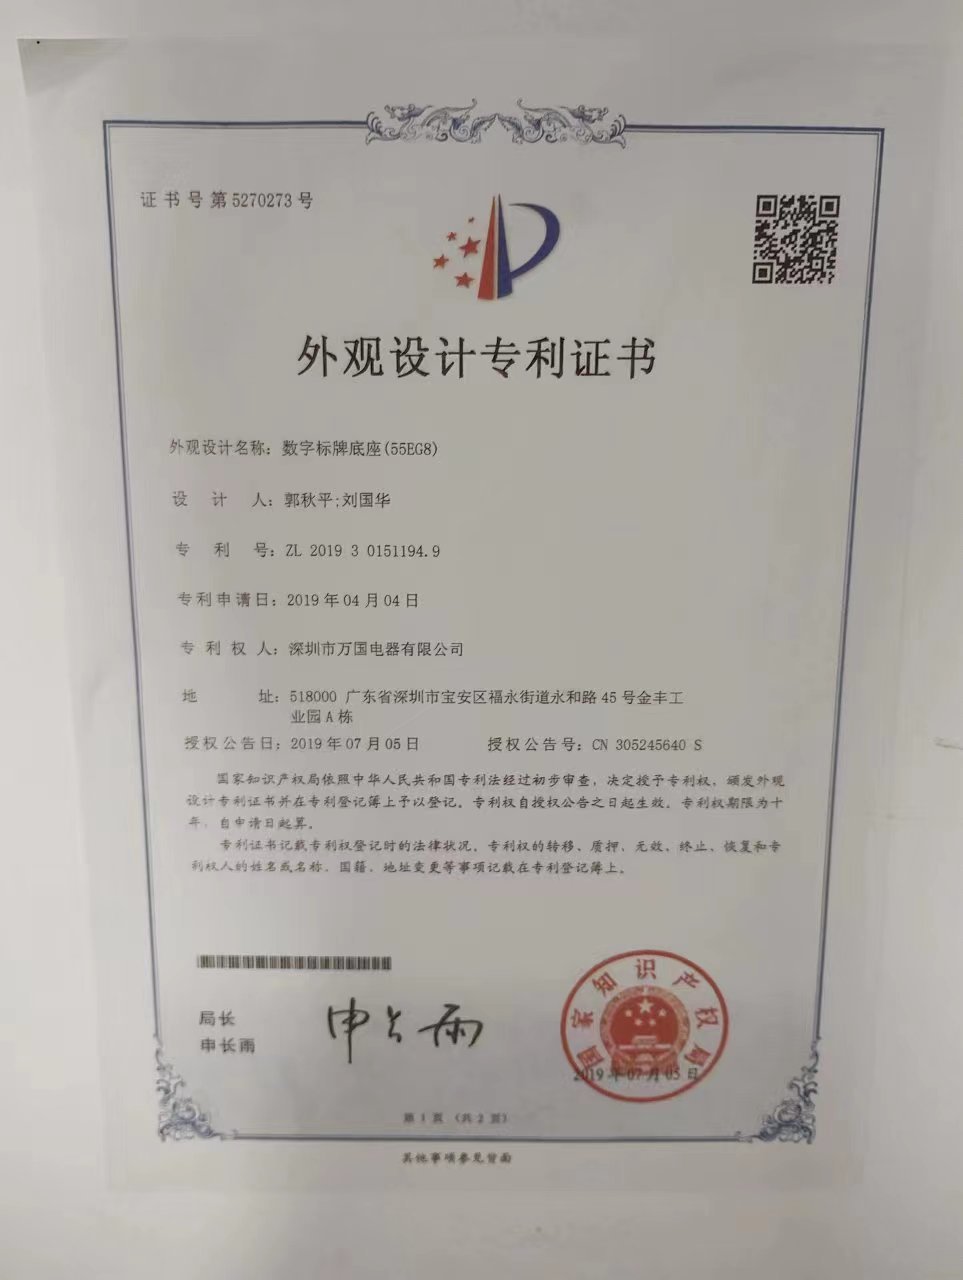 证书号第5270273号
外观设计专利证书
外观设计名称：数字标牌底座(55EG8)
设计人：郭秋平;刘国华
专利号：ZL 2019 3 0151194.9
专利申请日：2019年04月04日
专利权人：深圳市万国电器有限公司
地址：518000 广东省深圳市宝安区福永街道永和路45号金丰工
业园A栋
授权公告日：2019年07月05日 授权公告号：CN 305245640 S
国家知识产权局依照中华人民共和国专利法经过初步审查，决定授予专利权，颁发外观
设计专利证书并在专利登记簿上予以登记。专利权自授权公告之日起生效。专利权期限为十
年，自申请日起算。
专利证书记载专利权登记时的法律状况。专利权的转移、质押、无效、终止、恢复和专
利权人的姓名或名称、国籍、地址变更等事项记载在专利登记簿上。
局长
申长雨
申长雨
国家知识产权局
2019年07月05日
第1页（共2页）
其他事项参见背面